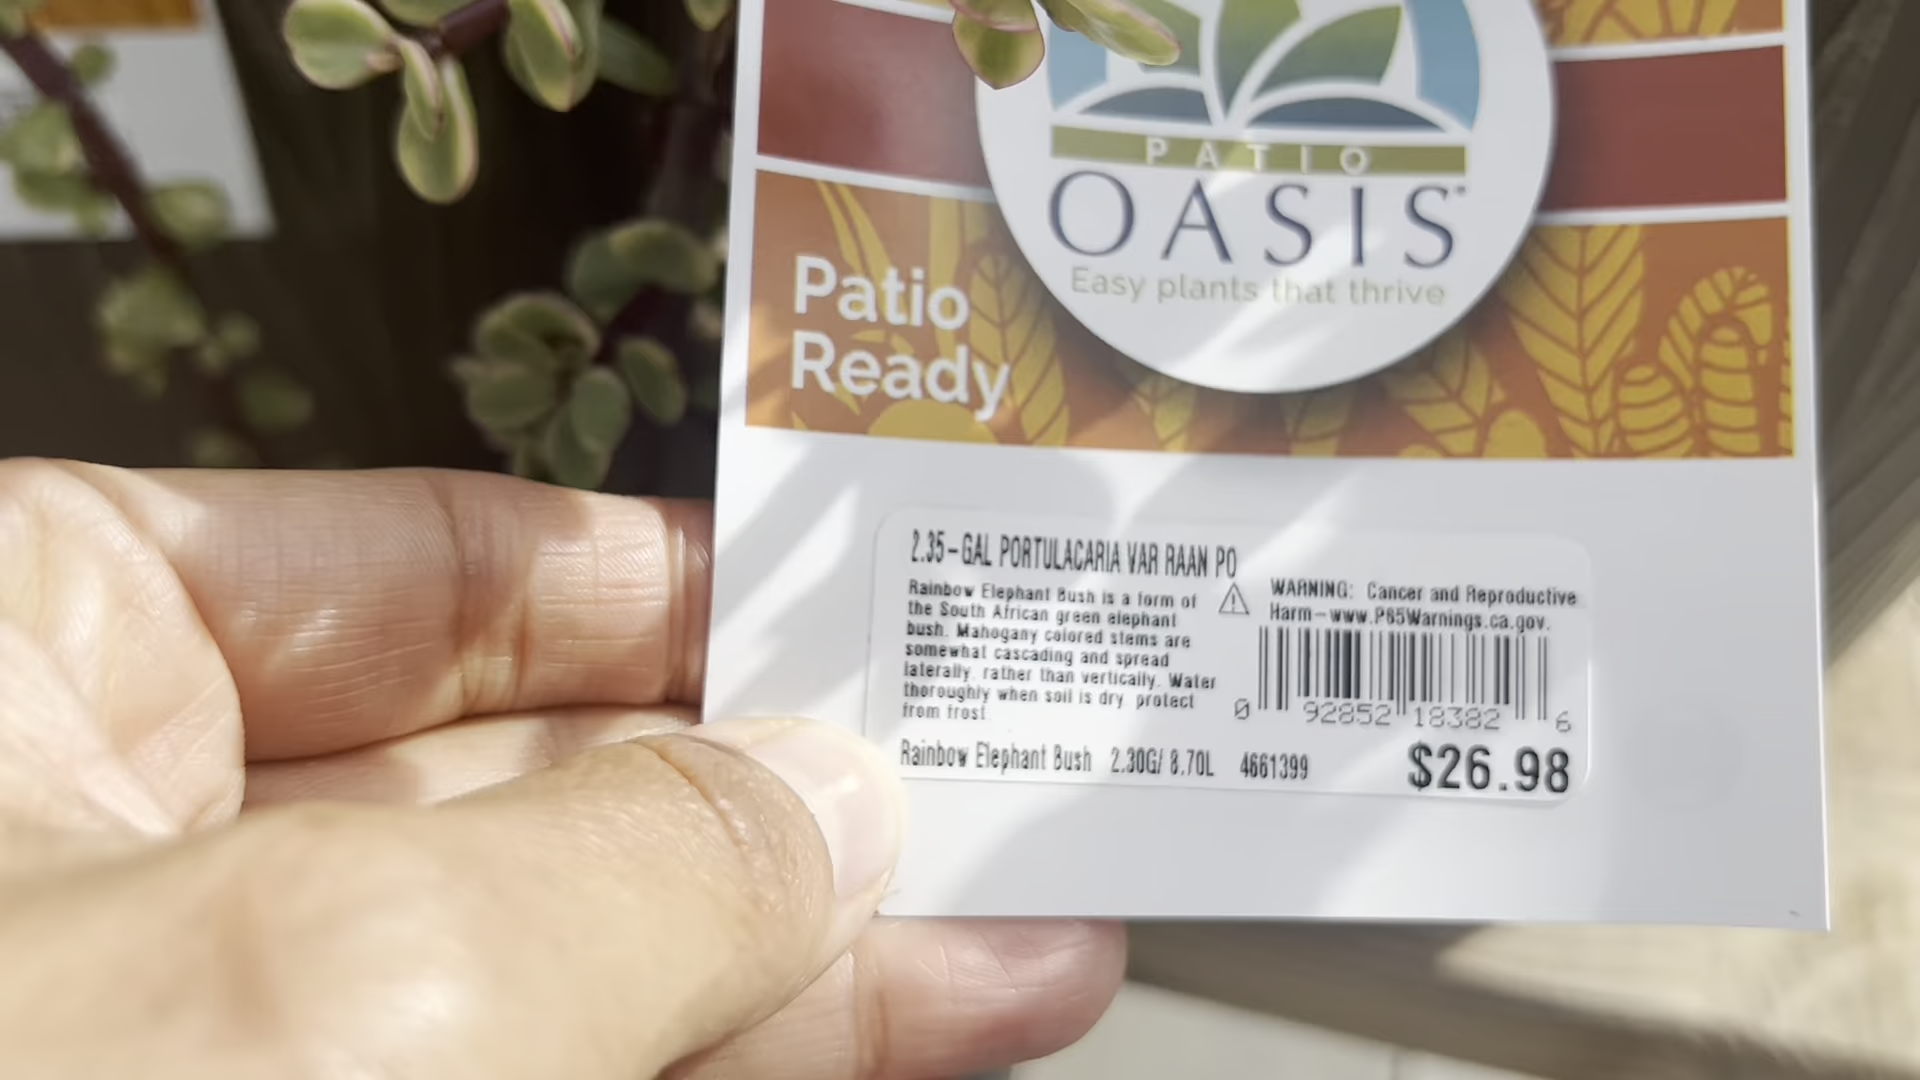 PATIO
OASIS™
Easy plants that thrive
Patio
Ready
2.35-GAL PORTULACARIA VAR RAAN PO
Rainbow Elephant Bush is a form of
the South African green elephant
bush. Mahogany colored stems are
somewhat cascading and spread
laterally, rather than vertically. Water
thoroughly when soil is dry, protect
from frost.
⚠ WARNING: Cancer and Reproductive
Harm-www.P65Warnings.ca.gov.
0 92852 18382 6
Rainbow Elephant Bush 2.30G/ 8.70L 4661399 $26.98